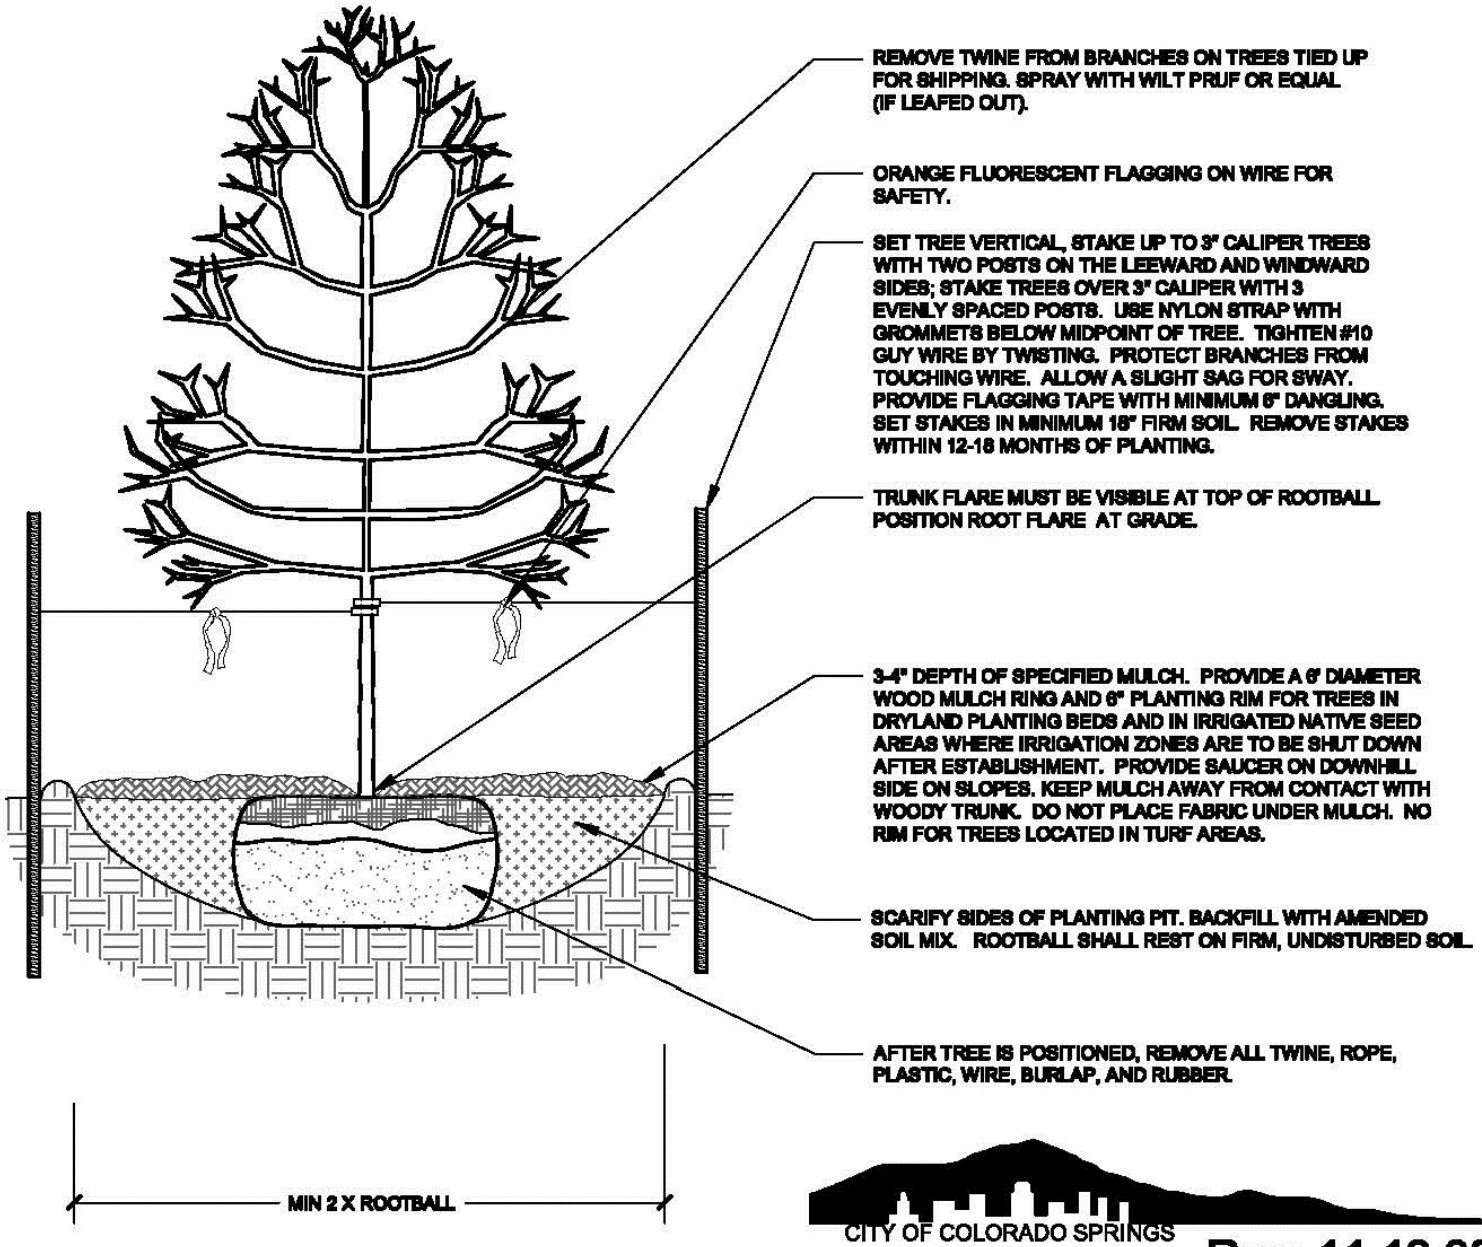 REMOVE TWINE FROM BRANCHES ON TREES TIED UP
FOR SHIPPING. SPRAY WITH WILT PRUF OR EQUAL
(IF LEAFED OUT).
ORANGE FLUORESCENT FLAGGING ON WIRE FOR
SAFETY.
SET TREE VERTICAL, STAKE UP TO 3" CALIPER TREES
WITH TWO POSTS ON THE LEEWARD AND WINDWARD
SIDES; STAKE TREES OVER 3" CALIPER WITH 3
EVENLY SPACED POSTS. USE NYLON STRAP WITH
GROMMETS BELOW MIDPOINT OF TREE. TIGHTEN #10
GUY WIRE BY TWISTING. PROTECT BRANCHES FROM
TOUCHING WIRE. ALLOW A SLIGHT SAG FOR SWAY.
PROVIDE FLAGGING TAPE WITH MINIMUM 6" DANGLING.
SET STAKES IN MINIMUM 18" FIRM SOIL. REMOVE STAKES
WITHIN 12-18 MONTHS OF PLANTING.
TRUNK FLARE MUST BE VISIBLE AT TOP OF ROOTBALL.
POSITION ROOT FLARE AT GRADE.
3-4" DEPTH OF SPECIFIED MULCH. PROVIDE A 6' DIAMETER
WOOD MULCH RING AND 6" PLANTING RIM FOR TREES IN
DRYLAND PLANTING BEDS AND IN IRRIGATED NATIVE SEED
AREAS WHERE IRRIGATION ZONES ARE TO BE SHUT DOWN
AFTER ESTABLISHMENT. PROVIDE SAUCER ON DOWNHILL
SIDE ON SLOPES. KEEP MULCH AWAY FROM CONTACT WITH
WOODY TRUNK. DO NOT PLACE FABRIC UNDER MULCH. NO
RIM FOR TREES LOCATED IN TURF AREAS.
SCARIFY SIDES OF PLANTING PIT. BACKFILL WITH AMENDED
SOIL MIX. ROOTBALL SHALL REST ON FIRM, UNDISTURBED SOIL.
AFTER TREE IS POSITIONED, REMOVE ALL TWINE, ROPE,
PLASTIC, WIRE, BURLAP, AND RUBBER.
MIN 2 X ROOTBALL
CITY OF COLORADO SPRINGS